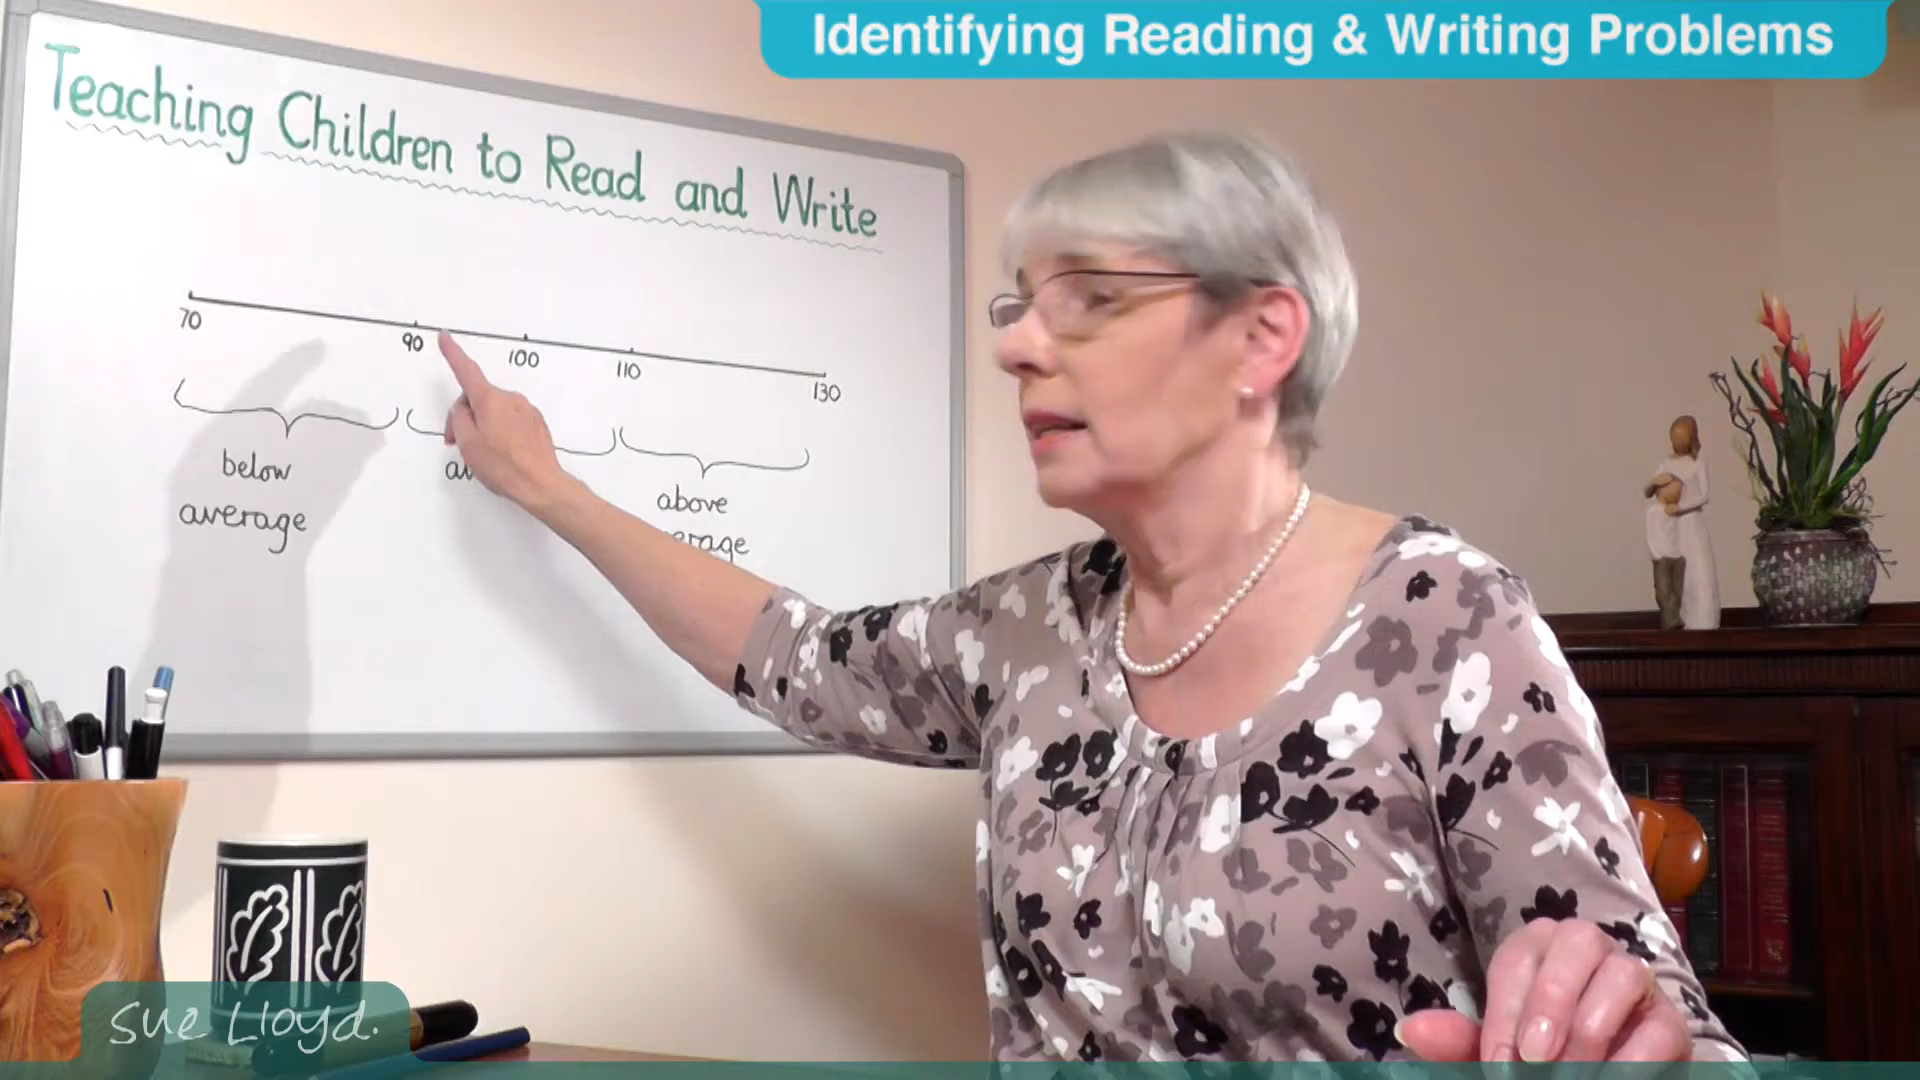 Identifying Reading & Writing Problems
Teaching Children to Read and Write
70 90 100 110 130
below above
average
Sue Lloyd.